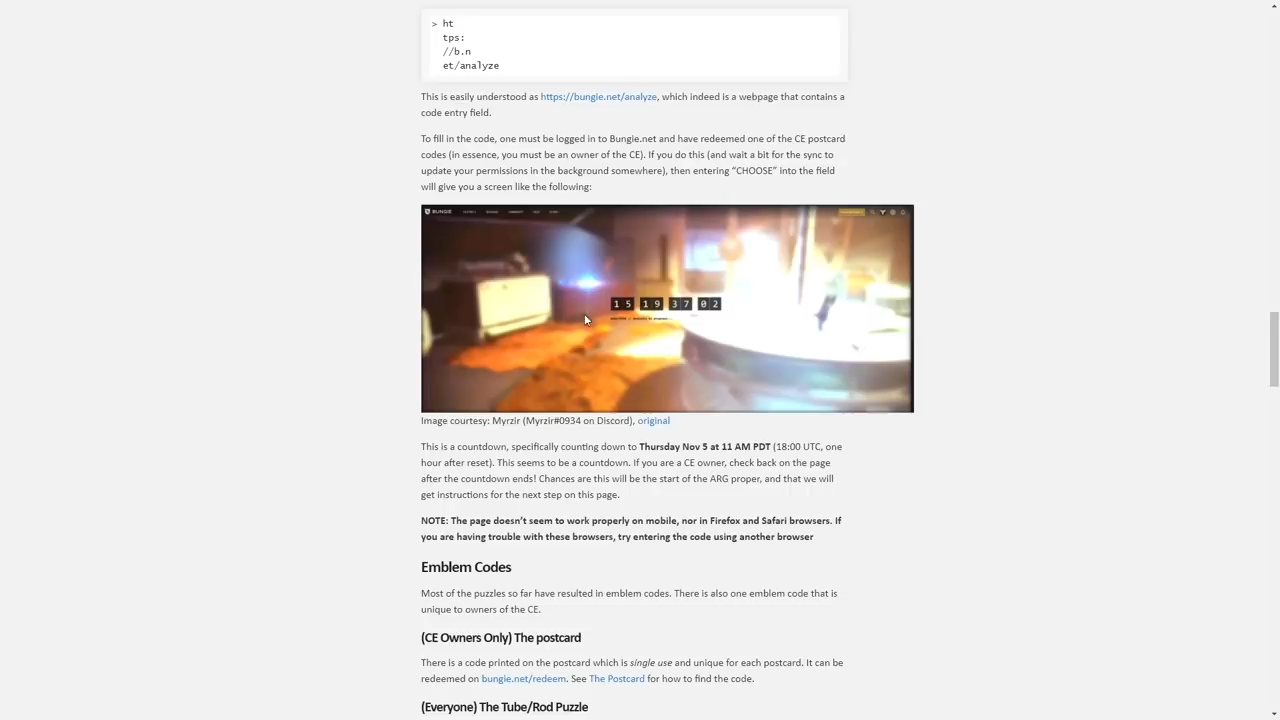 > ht
tps:
//b.n
et/analyze
This is easily understood as https://bungie.net/analyze, which indeed is a webpage that contains a
code entry field.
To fill in the code, one must be logged in to Bungie.net and have redeemed one of the CE postcard
codes (in essence, you must be an owner of the CE). If you do this (and wait a bit for the sync to
update your permissions in the background somewhere), then entering “CHOOSE” into the field
will give you a screen like the following:
BUNGIE
15 19 37 02
Image courtesy: Myrzir (Myrzir#0934 on Discord), original
This is a countdown, specifically counting down to Thursday Nov 5 at 11 AM PDT (18:00 UTC, one
hour after reset). This seems to be a countdown. If you are a CE owner, check back on the page
after the countdown ends! Chances are this will be the start of the ARG proper, and that we will
get instructions for the next step on this page.
NOTE: The page doesn’t seem to work properly on mobile, nor in Firefox and Safari browsers. If
you are having trouble with these browsers, try entering the code using another browser
Emblem Codes
Most of the puzzles so far have resulted in emblem codes. There is also one emblem code that is
unique to owners of the CE.
(CE Owners Only) The postcard
There is a code printed on the postcard which is single use and unique for each postcard. It can be
redeemed on bungie.net/redeem. See The Postcard for how to find the code.
(Everyone) The Tube/Rod Puzzle